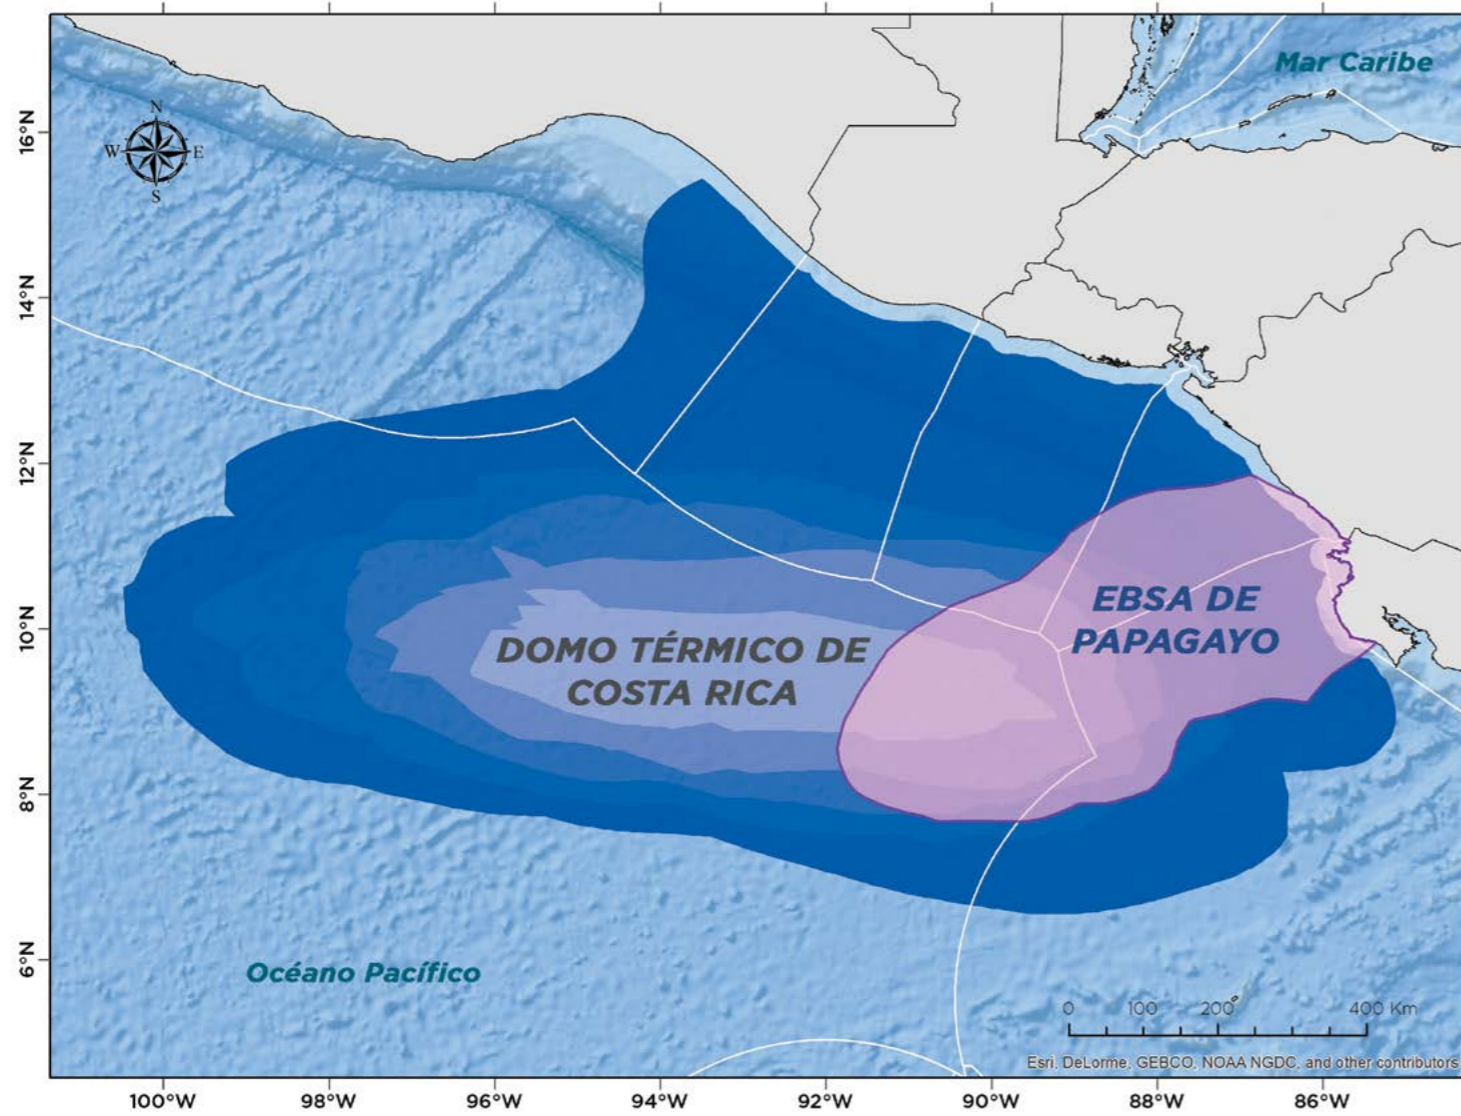 Mar Caribe
N
W E
S
16°N
14°N
12°N
10°N
8°N
6°N
EBSA DE
PAPAGAYO
DOMO TÉRMICO DE
COSTA RICA
Océano Pacífico
0 100 200 400 Km
Esri, DeLorme, GEBCO, NOAA NGDC, and other contributors
100°W 98°W 96°W 94°W 92°W 90°W 88°W 86°W